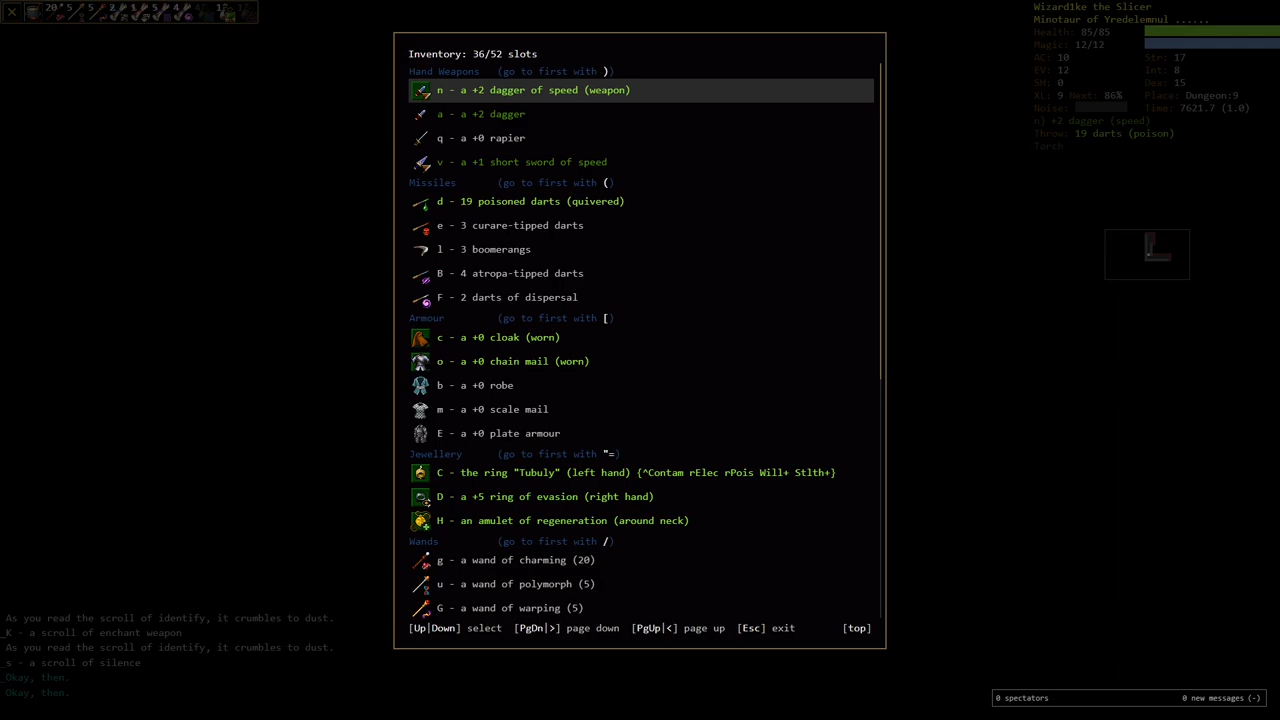 20 5 5 2 1 5 4
Wizard1ke the Slicer
Minotaur of Yredelemnul ......
Health: 85/85
Magic: 12/12
AC: 10 Str: 17
EV: 12 Int: 8
SH: 0 Dex: 15
XL: 9 Next: 86% Place: Dungeon:9
Noise: Time: 7621.7 (1.0)
n) +2 dagger (speed)
Throw: 19 darts (poison)
Torch
Inventory: 36/52 slots
Hand Weapons (go to first with ))
n - a +2 dagger of speed (weapon)
a - a +2 dagger
q - a +0 rapier
v - a +1 short sword of speed
Missiles (go to first with ()
d - 19 poisoned darts (quivered)
e - 3 curare-tipped darts
l - 3 boomerangs
B - 4 atropa-tipped darts
F - 2 darts of dispersal
Armour (go to first with [)
c - a +0 cloak (worn)
o - a +0 chain mail (worn)
b - a +0 robe
m - a +0 scale mail
E - a +0 plate armour
Jewellery (go to first with "=)
C - the ring "Tubuly" (left hand) {^Contam rElec rPois Will+ Stlth+}
D - a +5 ring of evasion (right hand)
H - an amulet of regeneration (around neck)
Wands (go to first with /)
g - a wand of charming (20)
u - a wand of polymorph (5)
G - a wand of warping (5)
[Up|Down] select [PgDn|>] page down [PgUp|<] page up [Esc] exit [top]
As you read the scroll of identify, it crumbles to dust.
_K - a scroll of enchant weapon
As you read the scroll of identify, it crumbles to dust.
_s - a scroll of silence
_Okay, then.
Okay, then.
0 spectators 0 new messages (-)